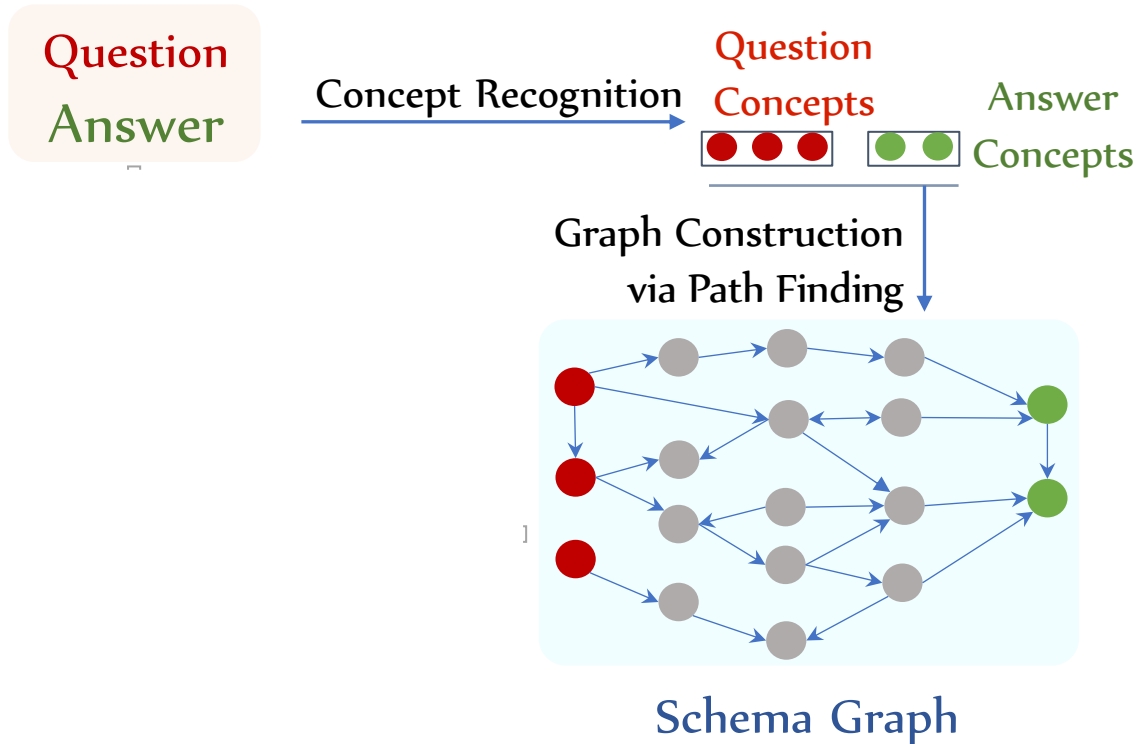 Question
Answer
Concept Recognition
Question
Concepts
Answer
Concepts
Graph Construction
via Path Finding
]
Schema Graph